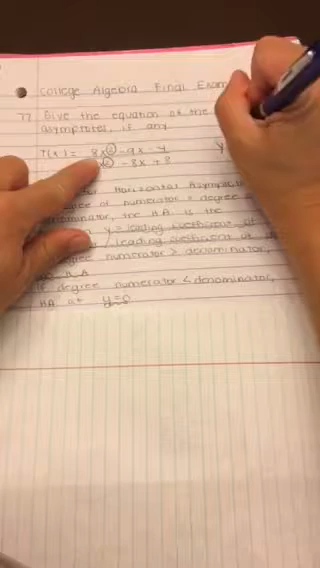 College Algebra Final Exam
77 Give the equation of the
asymptotes, if any
8x² - 9x - 4
- 8x + 8 y
Horizontal Asympto
degree of numerator = degree
denominator, the H.A. is the
y = leading coefficient of
/ leading coefficient of
degree numerator > denominator,
H.A
If degree numerator < denominator,
HA at y = 0